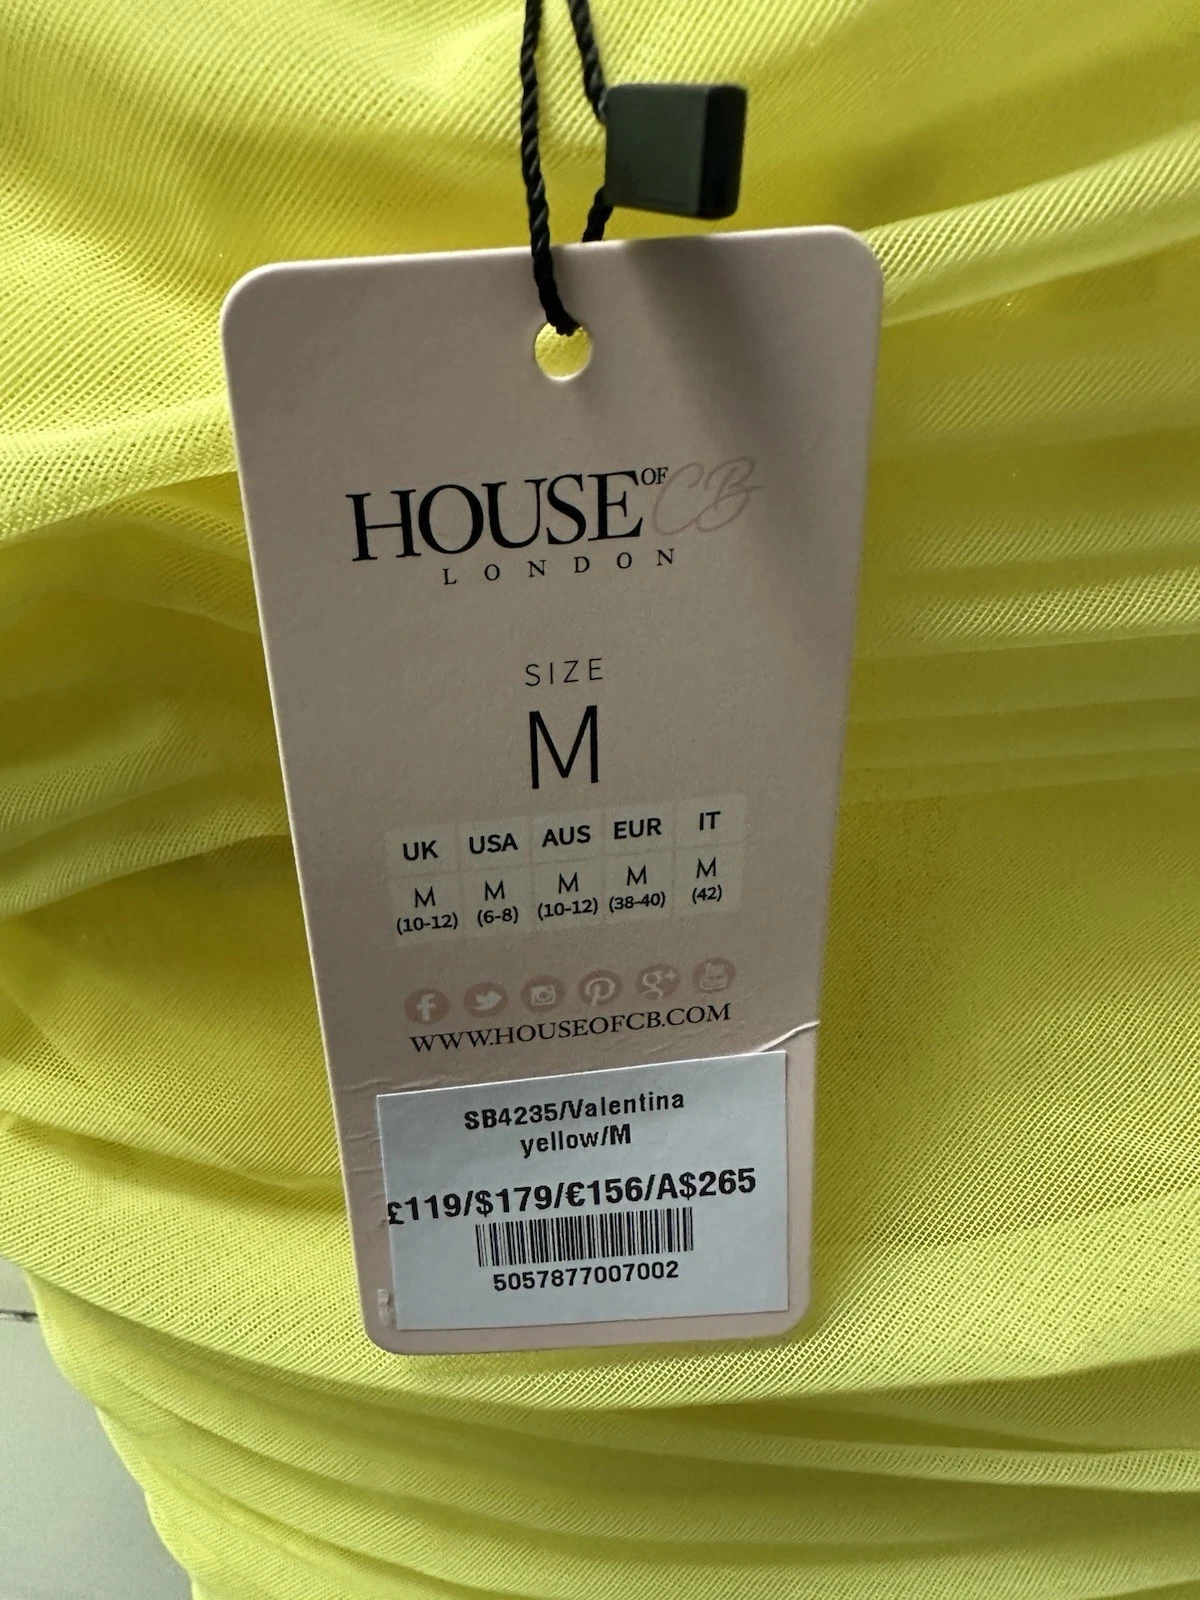 HOUSE OF CB
LONDON
SIZE
M
UK USA AUS EUR IT
M M M M M
(10-12) (6-8) (10-12) (38-40) (42)
WWW.HOUSEOFCB.COM
SB4235/Valentina
yellow/M
£119/$179/€156/A$265
5057877007002